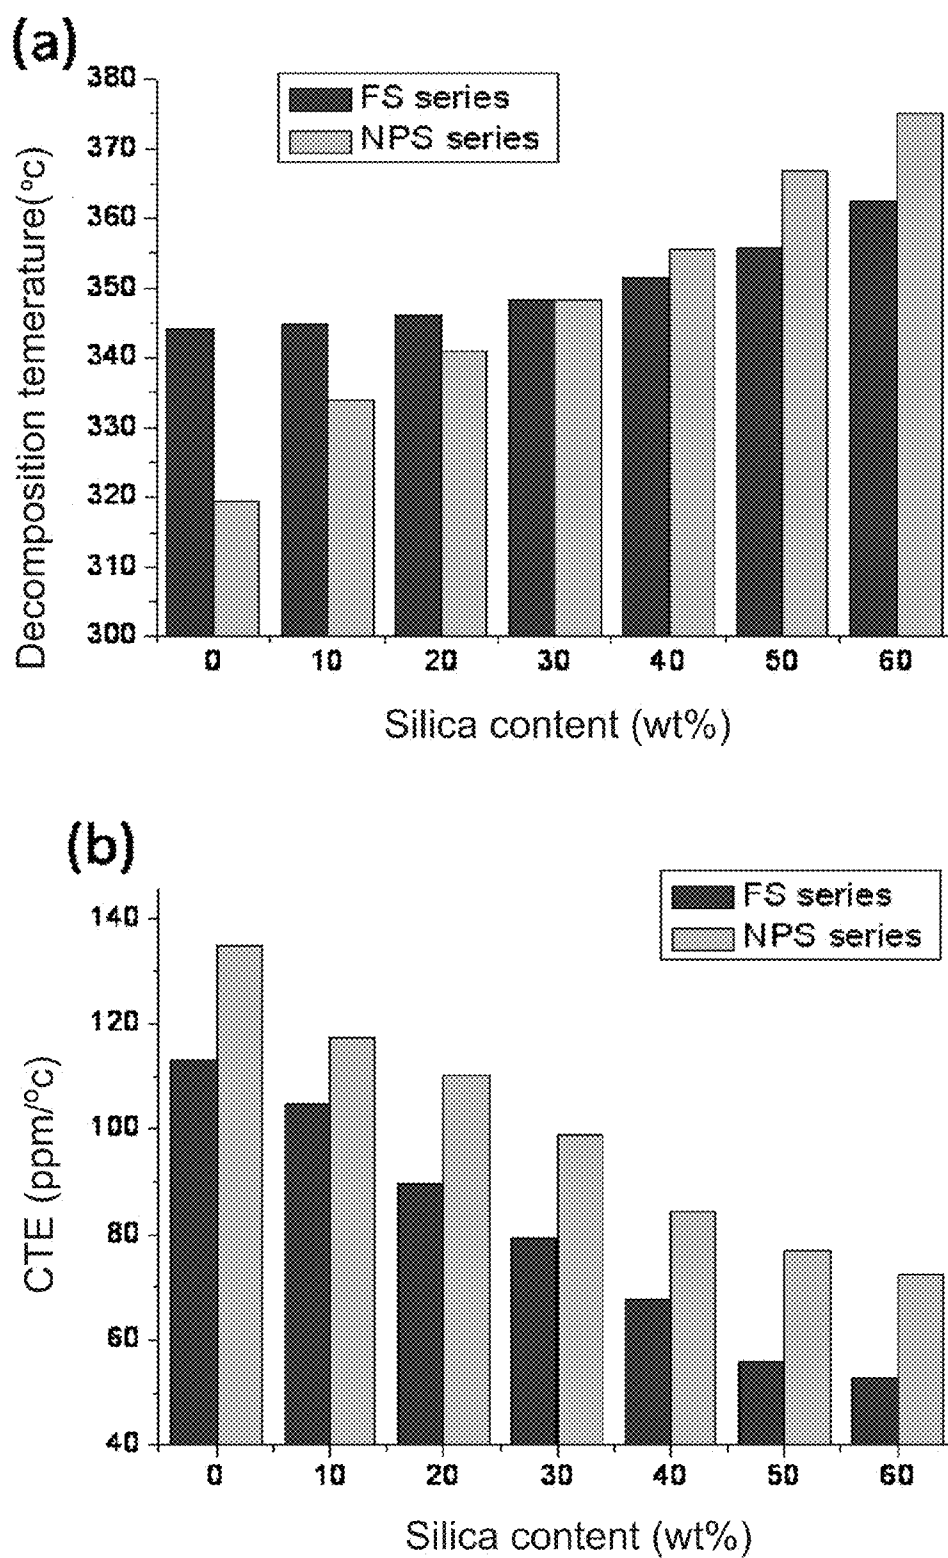 (a)
FS series
NPS series
380
370
360
350
340
330
320
310
300
Decomposition temerature(°c)
0 10 20 30 40 50 60
Silica content (wt%)
(b)
FS series
NPS series
140
120
100
80
60
40
CTE (ppm/°c)
0 10 20 30 40 50 60
Silica content (wt%)